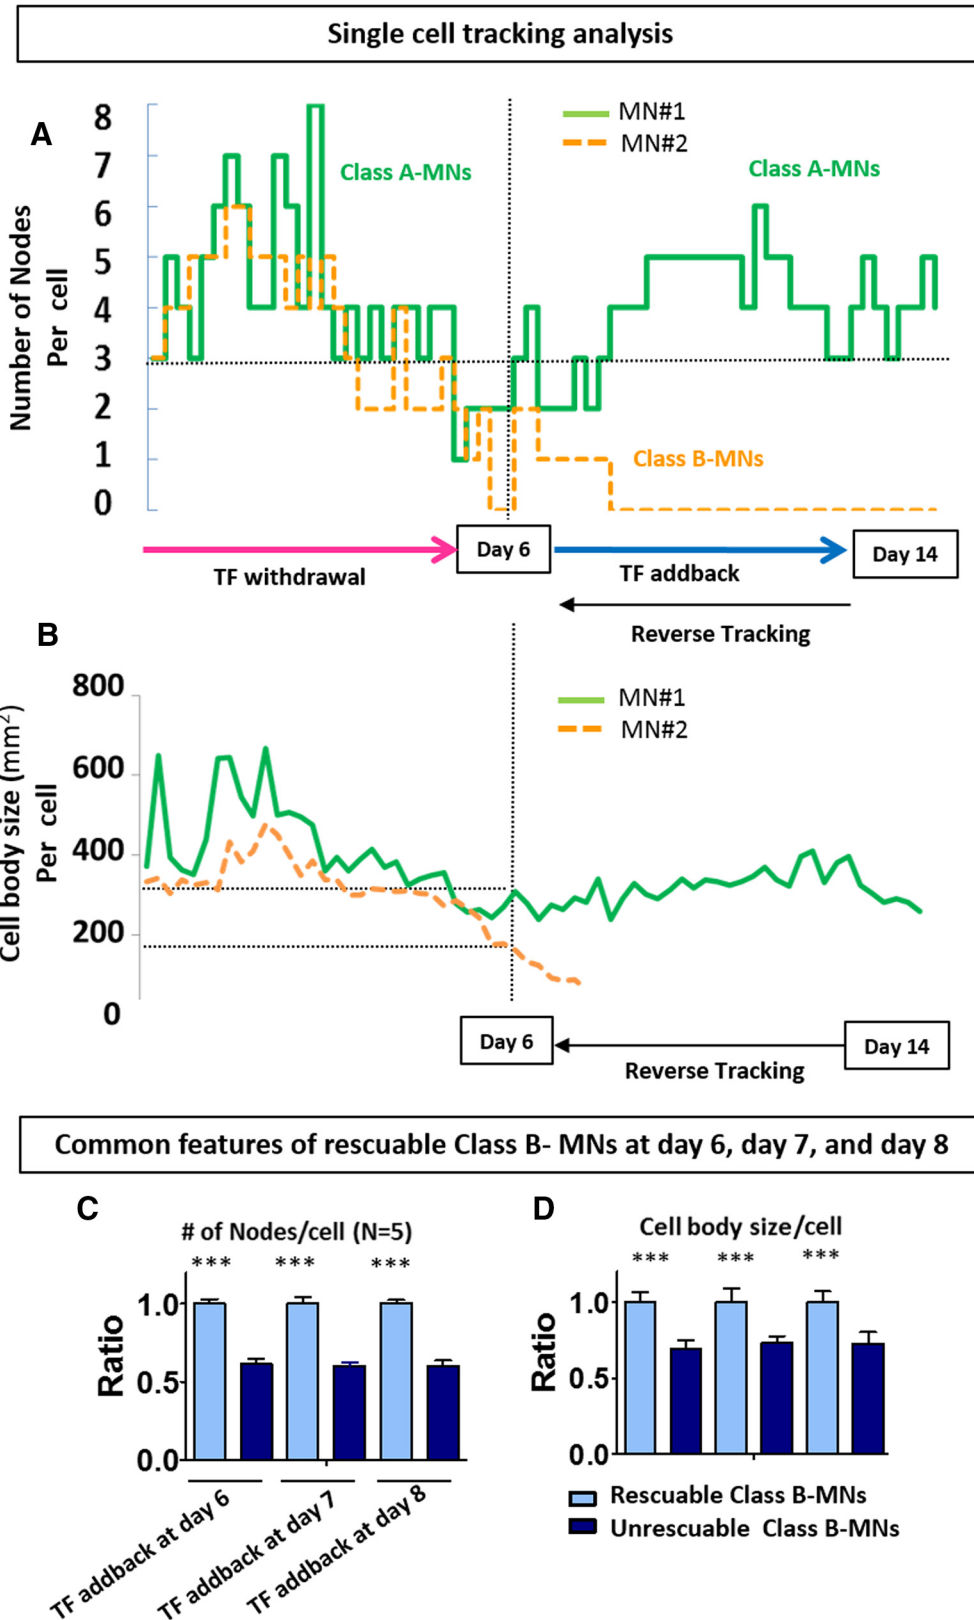 Single cell tracking analysis
A
Number of Nodes
Per cell
8
7
6
5
4
3
2
1
0
MN#1
MN#2
Class A-MNs
Class A-MNs
Class B-MNs
Day 6
Day 14
TF withdrawal
TF addback
Reverse Tracking
B
Cell body size (mm²)
Per cell
800
600
400
200
0
MN#1
MN#2
Day 6
Day 14
Reverse Tracking
Common features of rescuable Class B- MNs at day 6, day 7, and day 8
C
# of Nodes/cell (N=5)
*** *** ***
Ratio
1.0
0.5
0.0
TF addback at day 6
TF addback at day 7
TF addback at day 8
D
Cell body size/cell
*** *** ***
Ratio
1.0
0.5
0.0
Rescuable Class B-MNs
Unrescuable Class B-MNs